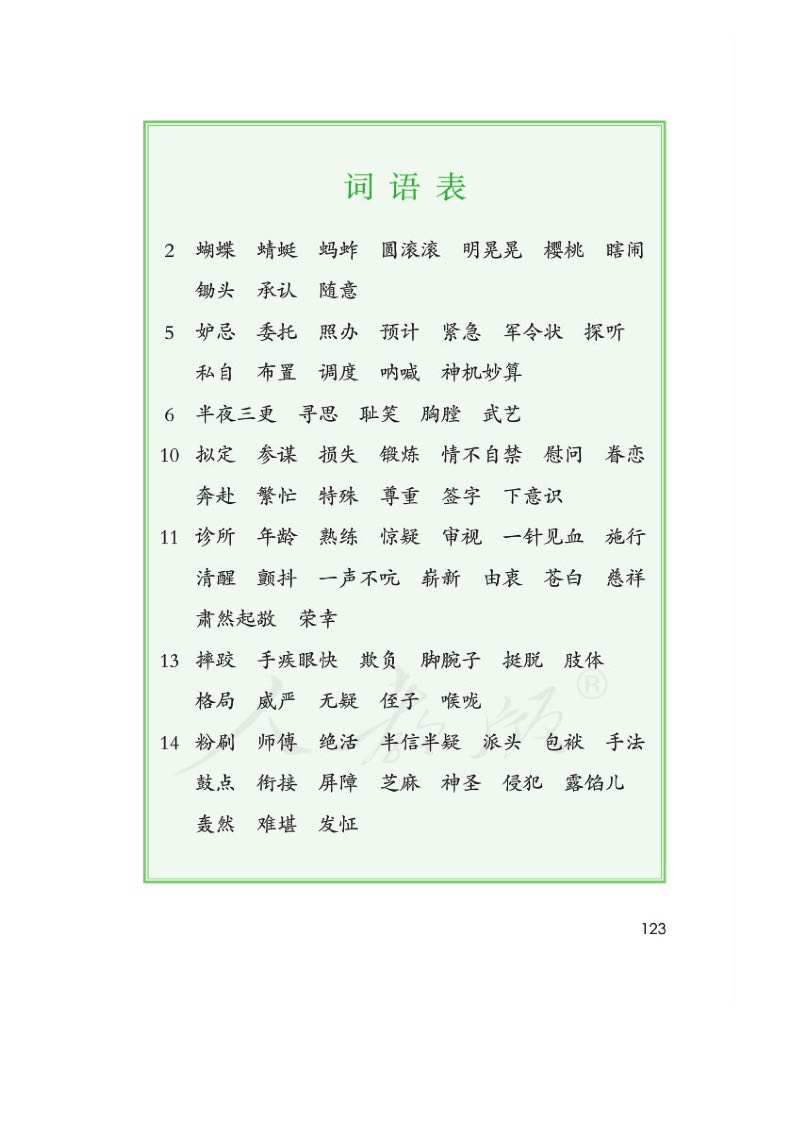 词语表
2 蝴蝶 蜻蜓 蚂蚱 圆滚滚 明晃晃 樱桃 瞎闹
锄头 承认 随意
5 妒忌 委托 照办 预计 紧急 军令状 探听
私自 布置 调度 呐喊 神机妙算
6 半夜三更 寻思 耻笑 胸膛 武艺
10 拟定 参谋 损失 锻炼 情不自禁 慰问 眷恋
奔赴 繁忙 特殊 尊重 签字 下意识
11 诊所 年龄 熟练 惊疑 审视 一针见血 施行
清醒 颤抖 一声不吭 崭新 由衷 苍白 慈祥
肃然起敬 荣幸
13 摔跤 手疾眼快 欺负 脚腕子 挺脱 肢体
格局 威严 无疑 侄子 喉咙
人教版®
14 粉刷 师傅 绝活 半信半疑 派头 包袱 手法
鼓点 衔接 屏障 芝麻 神圣 侵犯 露馅儿
轰然 难堪 发怔
123